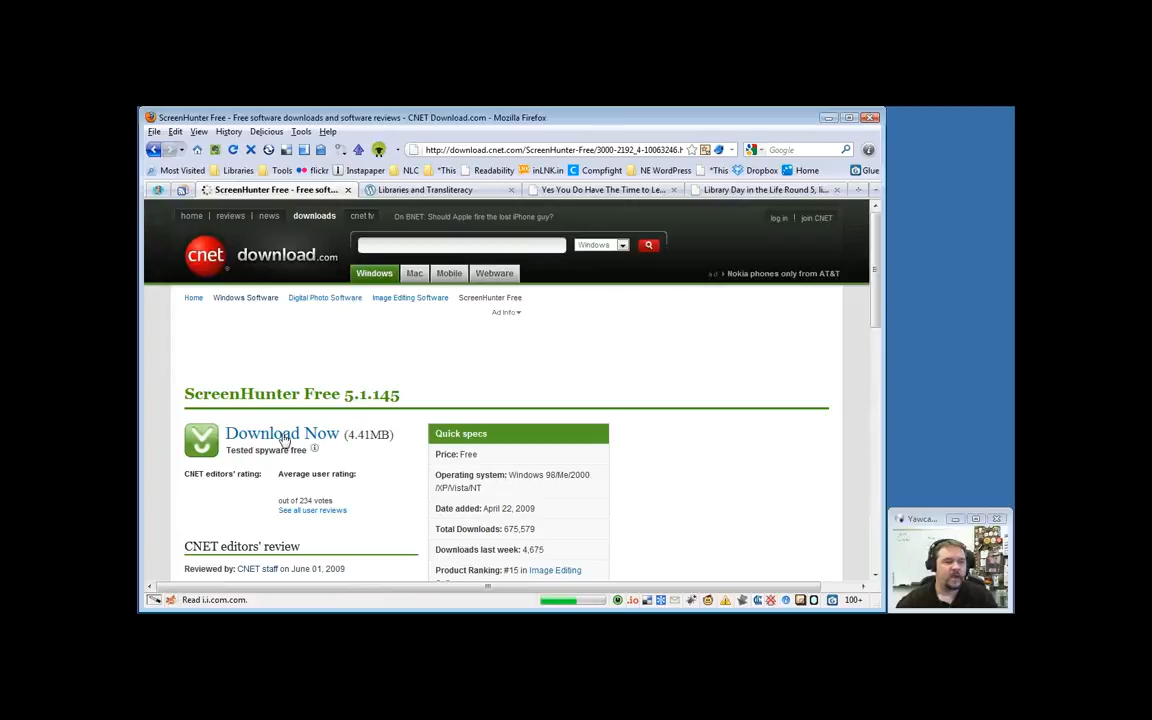 ScreenHunter Free - Free software downloads and software reviews - CNET Download.com - Mozilla Firefox
File Edit View History Delicious Tools Help
http://download.cnet.com/ScreenHunter-Free/3000-2192_4-10063246.h Google
Most Visited Libraries Tools flickr Instapaper NLC *This Readability inLNK.in Compfight NE WordPress *This Dropbox Home Glue
ScreenHunter Free - Free soft... Libraries and Transliteracy Yes You Do Have The Time to Le... Library Day in the Life Round 5, li...
home reviews news downloads cnet tv On BNET: Should Apple fire the lost iPhone guy? log in join CNET
cnet download.com Windows
Windows Mac Mobile Webware ad › Nokia phones only from AT&T
Home Windows Software Digital Photo Software Image Editing Software ScreenHunter Free
Ad Info
ScreenHunter Free 5.1.145
Download Now (4.41MB)
Tested spyware free
CNET editors' rating: Average user rating:
out of 234 votes
See all user reviews
CNET editors' review
Reviewed by: CNET staff on June 01, 2009
Quick specs
Price: Free
Operating system: Windows 98/Me/2000
/XP/Vista/NT
Date added: April 22, 2009
Total Downloads: 675,579
Downloads last week: 4,675
Product Ranking: #15 in Image Editing
Yawca...
Read i.i.com.com. .io 100+